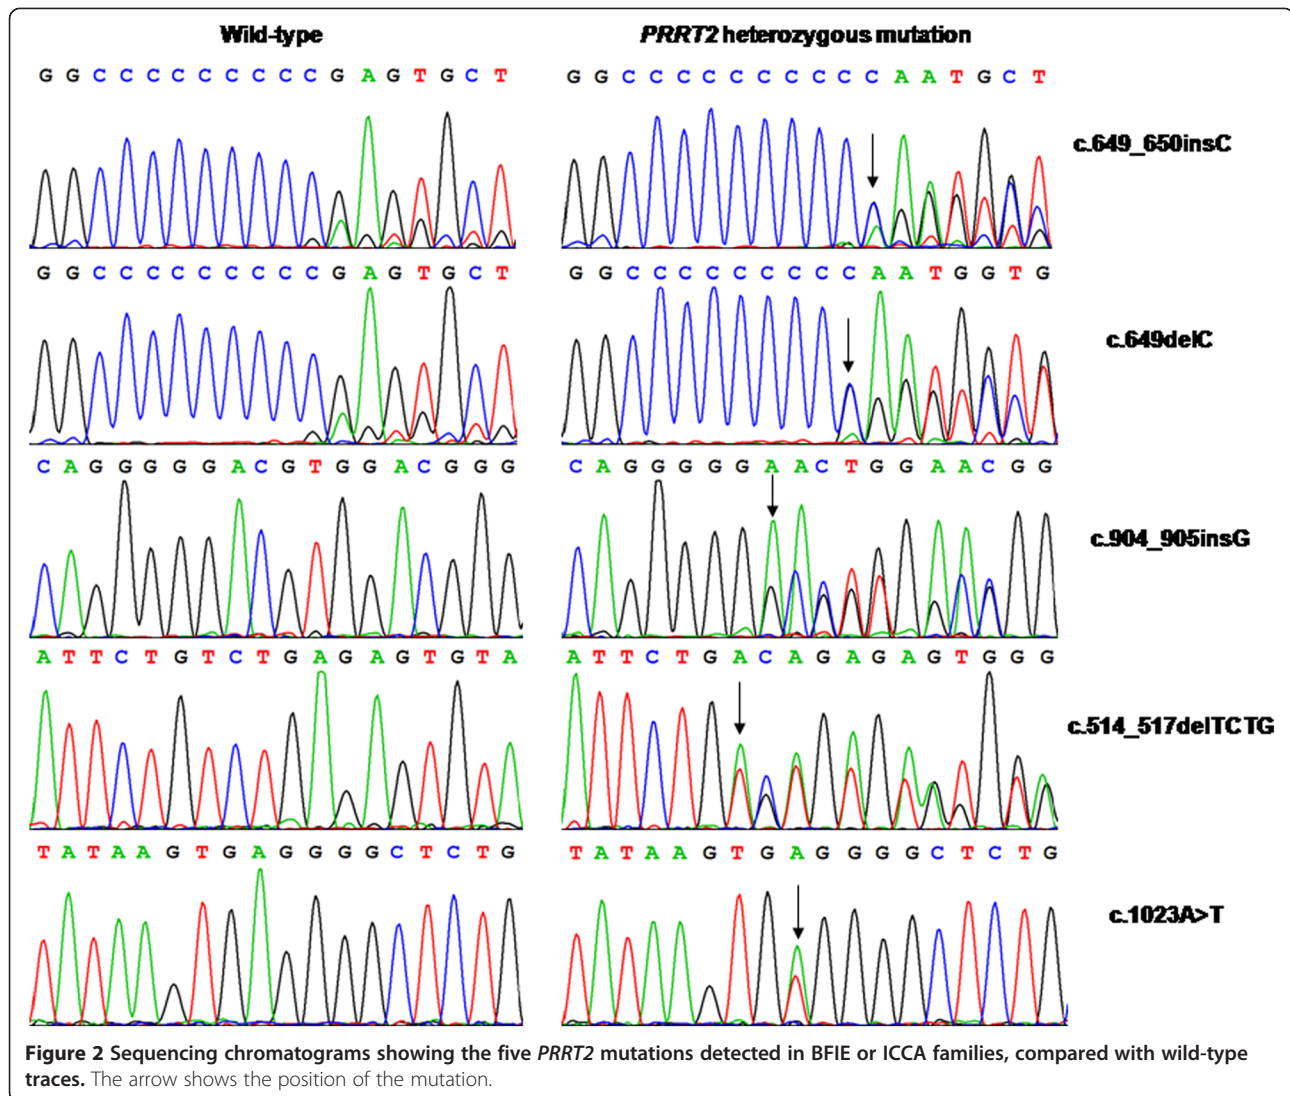 Wild-type
PRRT2 heterozygous mutation
G G C C C C C C C C C G A G T G C T
G G C C C C C C C C C C A A T G C T
c.649_650insC
G G C C C C C C C C C G A G T G C T
G G C C C C C C C C C A A T G G T G
c.649delC
C A G G G G G A C G T G G A C G G G
C A G G G G G A A C T G G A A C G G
c.904_905insG
A T T C T G T C T G A G A G T G T A
A T T C T G A C A G A G A G T G G G
c.514_517delTCTG
T A T A A G T G A G G G G C T C T G
T A T A A G T G A G G G G C T C T G
c.1023A>T
Figure 2 Sequencing chromatograms showing the five PRRT2 mutations detected in BFIE or ICCA families, compared with wild-type
traces. The arrow shows the position of the mutation.